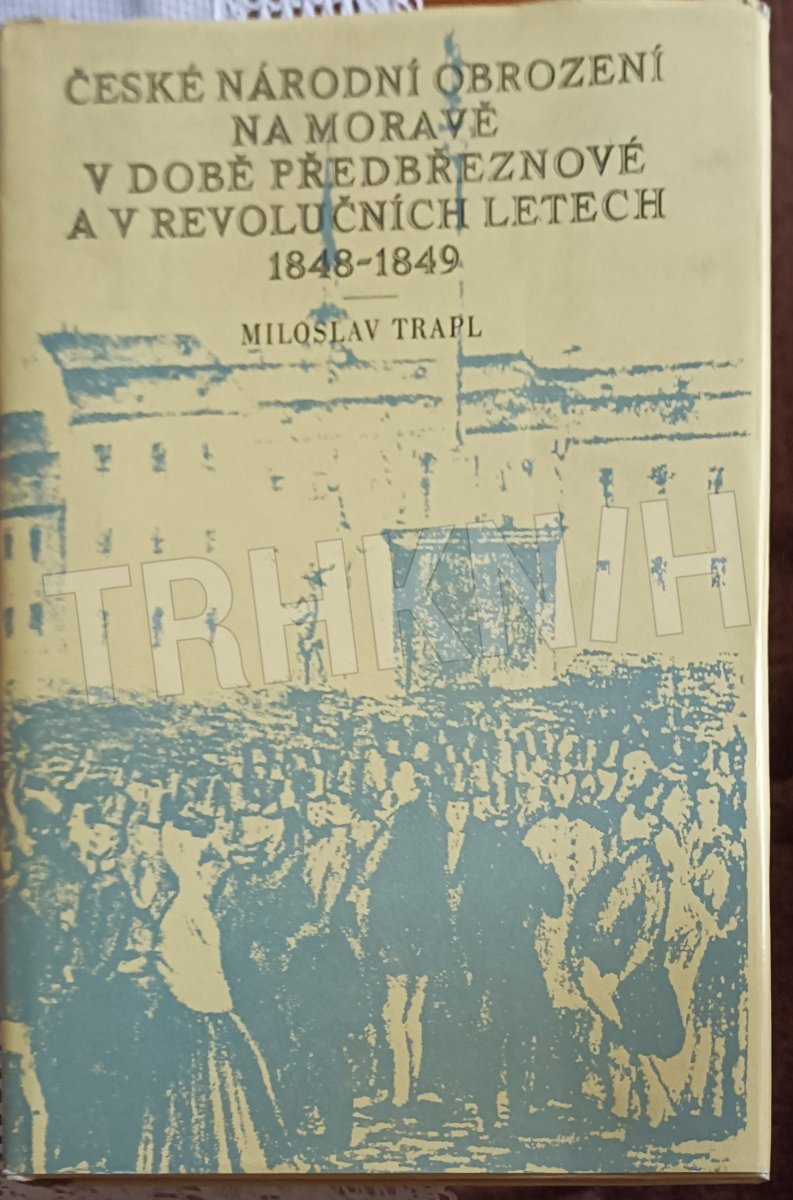 ČESKÉ NÁRODNÍ OBROZENÍ
NA MORAVĚ
V DOBĚ PŘEDBŘEZNOVÉ
A V REVOLUČNÍCH LETECH
1848-1849
MILOSLAV TRAPL
TRHKNIH